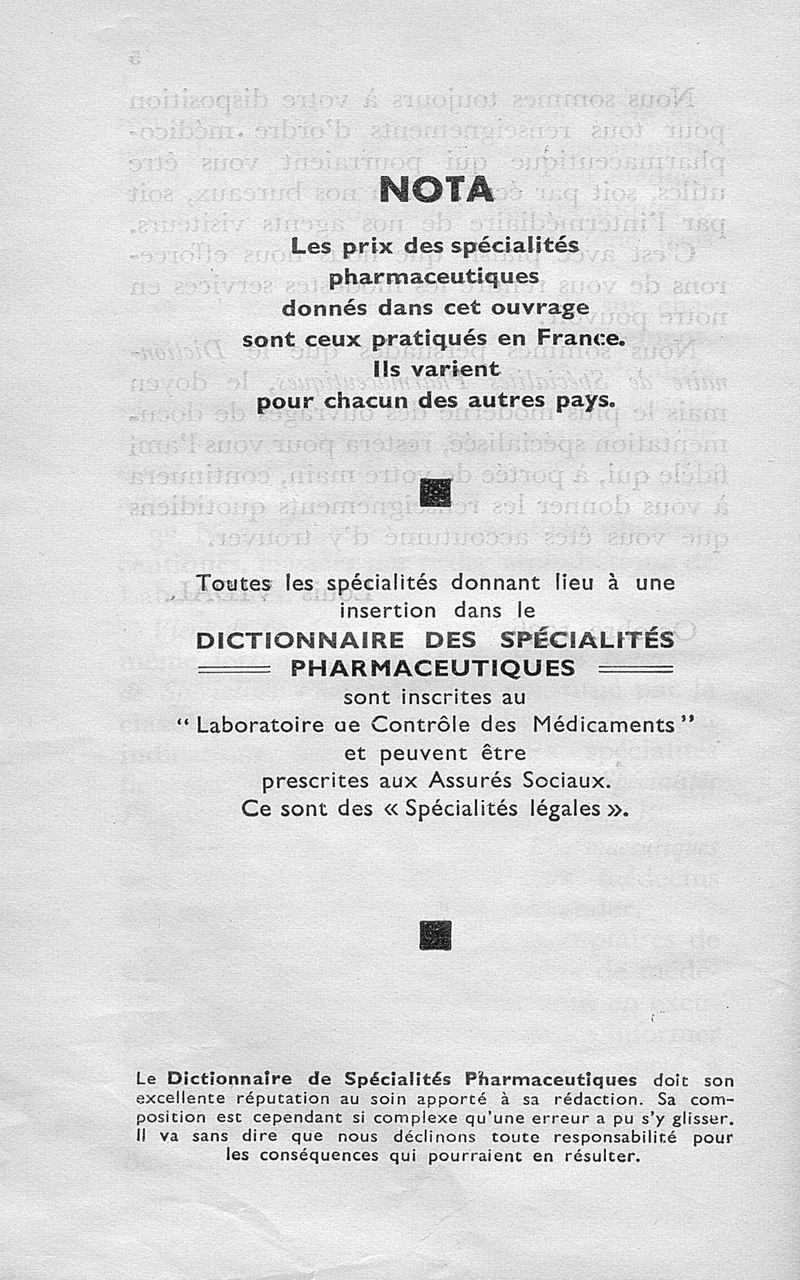 NOTA
Les prix des spécialités
pharmaceutiques
donnés dans cet ouvrage
sont ceux pratiqués en France.
Ils varient
pour chacun des autres pays.
Toutes les spécialités donnant lieu à une
insertion dans le
DICTIONNAIRE DES SPÉCIALITÉS
PHARMACEUTIQUES
sont inscrites au
“ Laboratoire de Contrôle des Médicaments ”
et peuvent être
prescrites aux Assurés Sociaux.
Ce sont des « Spécialités légales ».
Le Dictionnaire de Spécialités Pharmaceutiques doit son
excellente réputation au soin apporté à sa rédaction. Sa com-
position est cependant si complexe qu'une erreur a pu s'y glisser.
Il va sans dire que nous déclinons toute responsabilité pour
les conséquences qui pourraient en résulter.